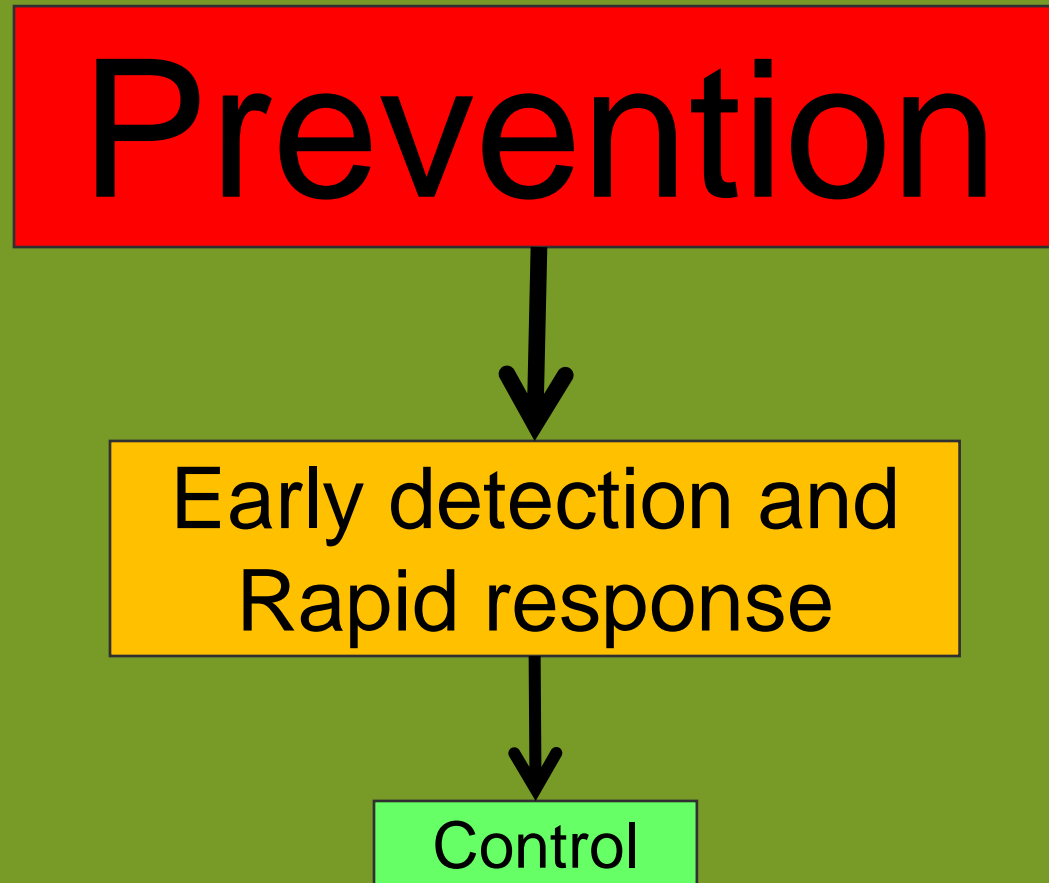 Prevention
Early detection and
Rapid response
Control